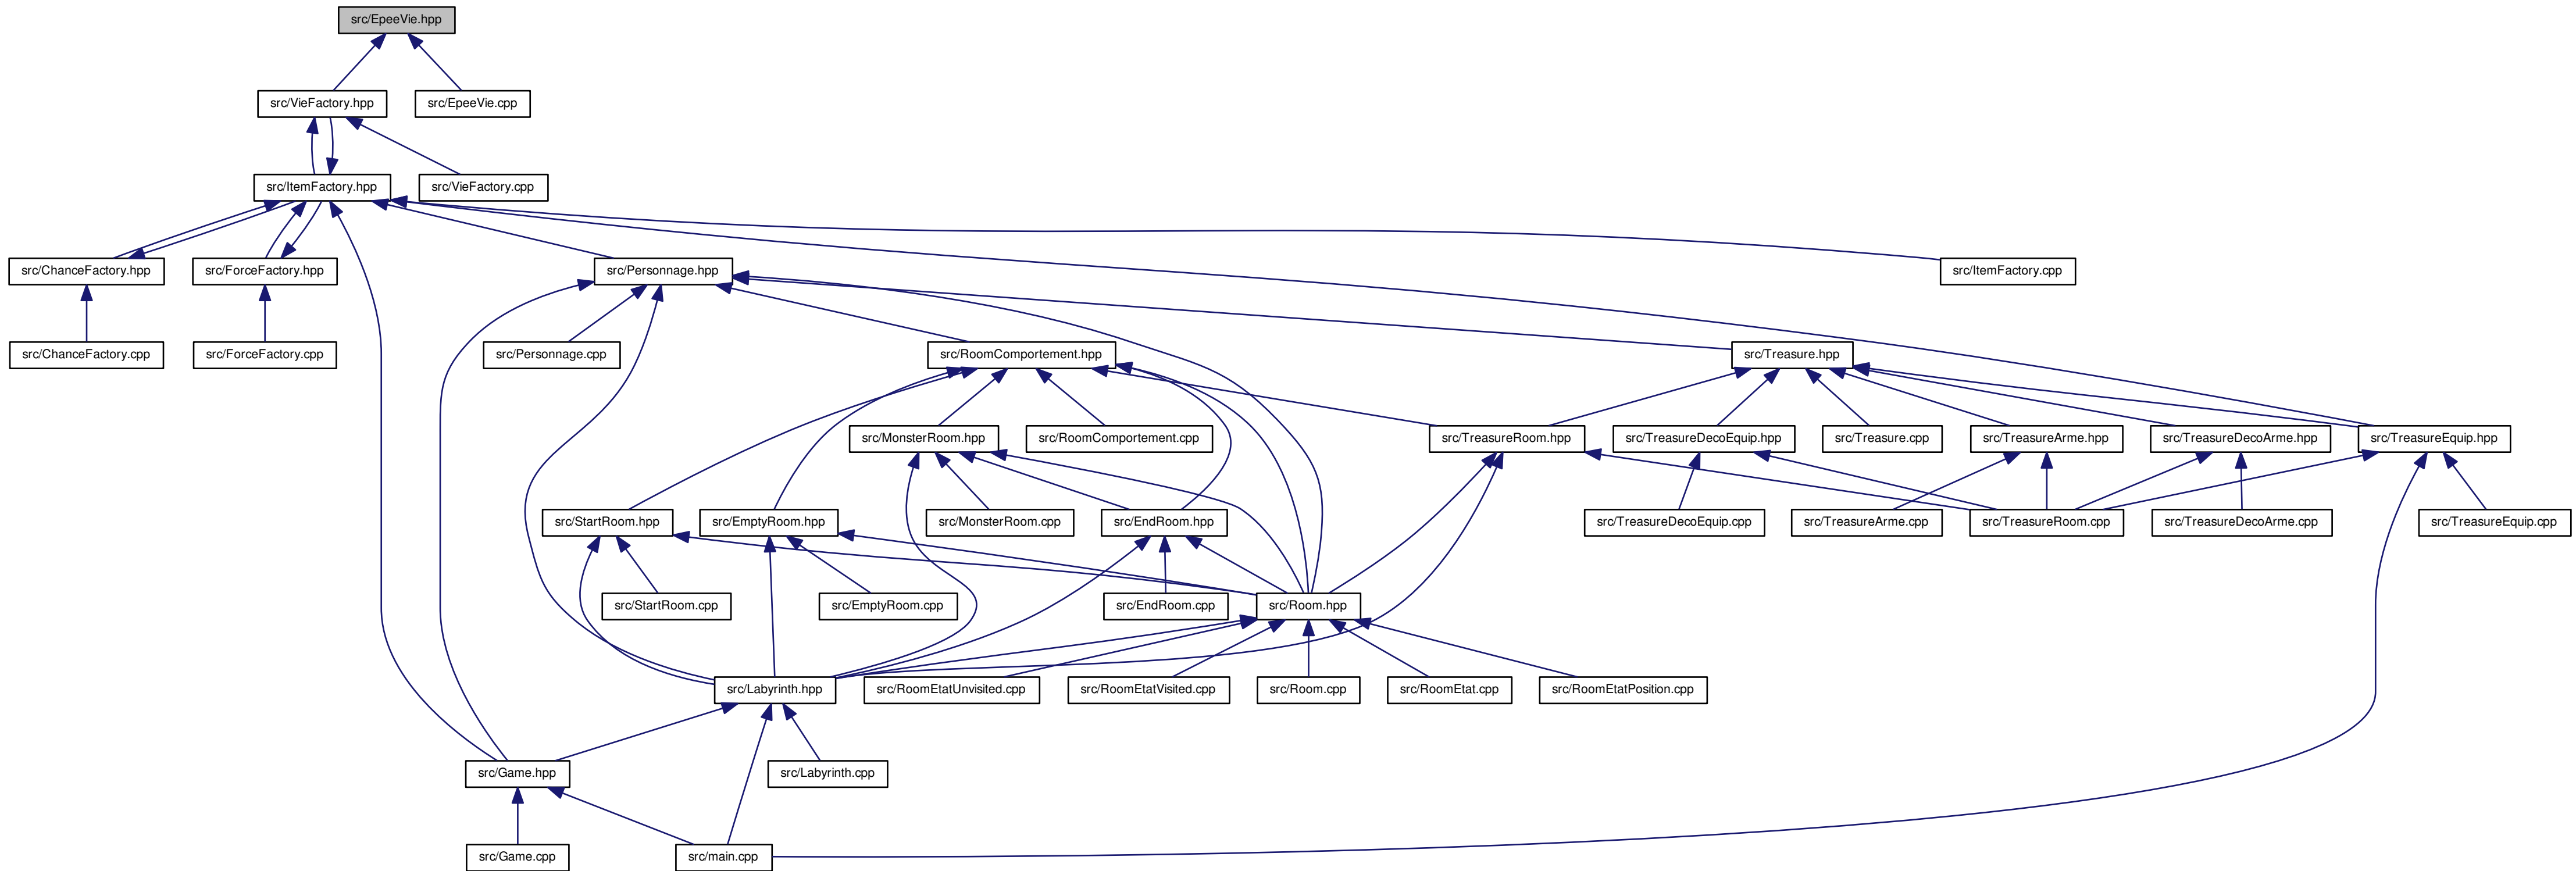 src/EpeeVie.hpp
src/VieFactory.hpp
src/EpeeVie.cpp
src/ItemFactory.hpp
src/VieFactory.cpp
src/ChanceFactory.hpp
src/ForceFactory.hpp
src/Personnage.hpp
src/ItemFactory.cpp
src/ChanceFactory.cpp
src/ForceFactory.cpp
src/Personnage.cpp
src/RoomComportement.hpp
src/Treasure.hpp
src/MonsterRoom.hpp
src/RoomComportement.cpp
src/TreasureRoom.hpp
src/TreasureDecoEquip.hpp
src/Treasure.cpp
src/TreasureArme.hpp
src/TreasureDecoArme.hpp
src/TreasureEquip.hpp
src/StartRoom.hpp
src/EmptyRoom.hpp
src/MonsterRoom.cpp
src/EndRoom.hpp
src/TreasureDecoEquip.cpp
src/TreasureArme.cpp
src/TreasureRoom.cpp
src/TreasureDecoArme.cpp
src/TreasureEquip.cpp
src/StartRoom.cpp
src/EmptyRoom.cpp
src/EndRoom.cpp
src/Room.hpp
src/Labyrinth.hpp
src/RoomEtatUnvisited.cpp
src/RoomEtatVisited.cpp
src/Room.cpp
src/RoomEtat.cpp
src/RoomEtatPosition.cpp
src/Game.hpp
src/Labyrinth.cpp
src/Game.cpp
src/main.cpp